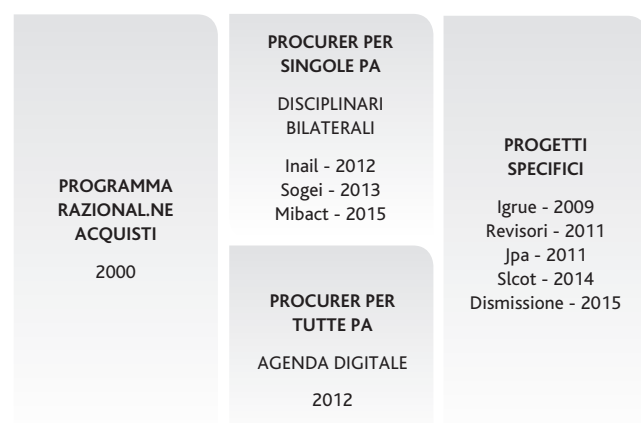 PROGRAMMA
RAZIONAL.NE
ACQUISTI
2000
PROCURER PER
SINGOLE PA
DISCIPLINARI
BILATERALI
Inail - 2012
Sogei - 2013
Mibact - 2015
PROCURER PER
TUTTE PA
AGENDA DIGITALE
2012
PROGETTI
SPECIFICI
Igrue - 2009
Revisori - 2011
Jpa - 2011
Slcot - 2014
Dismissione - 2015